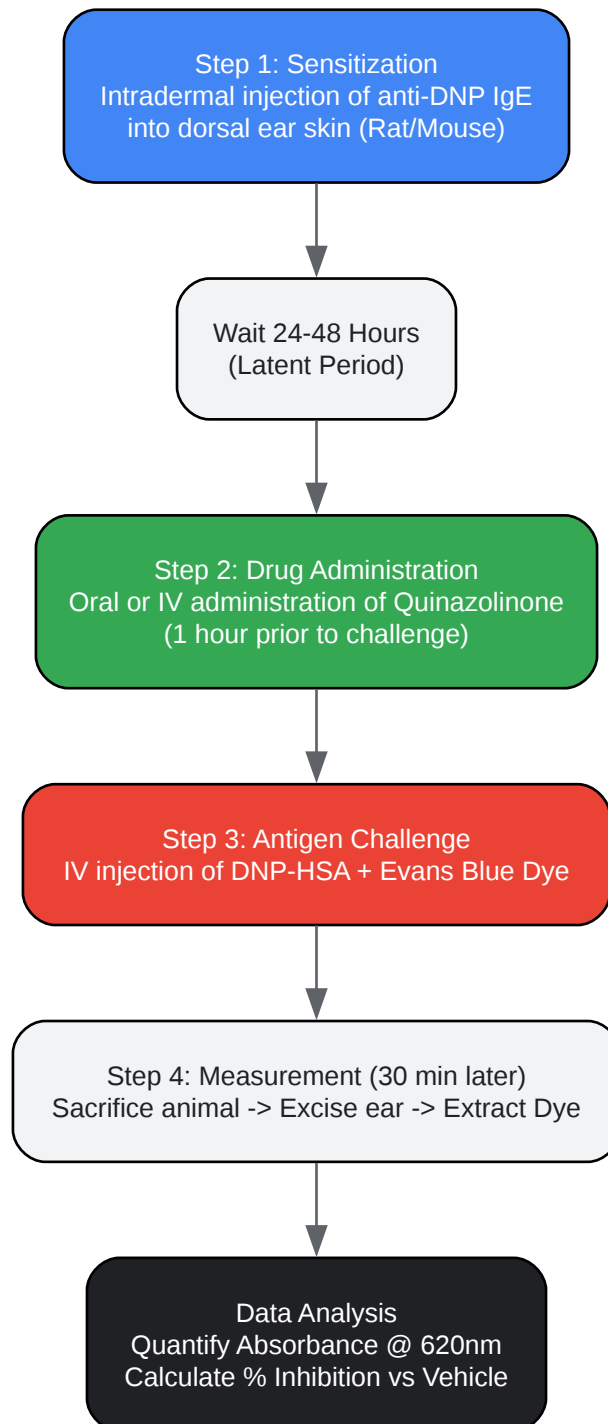 Step 1: Sensitization
Intradermal injection of anti-DNP IgE
into dorsal ear skin (Rat/Mouse)
Wait 24-48 Hours
(Latent Period)
Step 2: Drug Administration
Oral or IV administration of Quinazolinone
(1 hour prior to challenge)
Step 3: Antigen Challenge
IV injection of DNP-HSA + Evans Blue Dye
Step 4: Measurement (30 min later)
Sacrifice animal -> Excise ear -> Extract Dye
Data Analysis
Quantify Absorbance @ 620nm
Calculate % Inhibition vs Vehicle